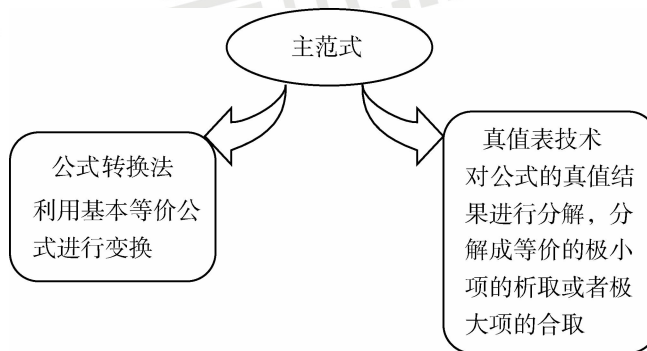 主范式
公式转换法
利用基本等价公
式进行变换
真值表技术
对公式的真值结
果进行分解，分
解成等价的极小
项的析取或者极
大项的合取